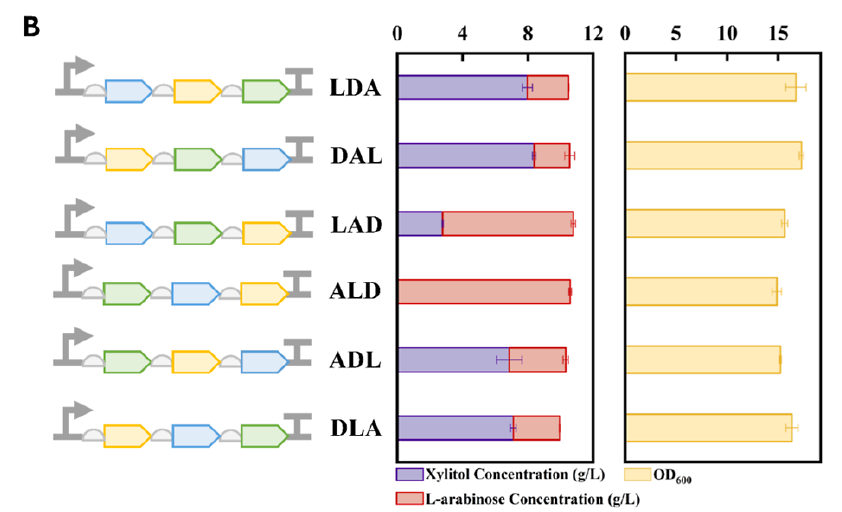 B
0 4 8 12 0 5 10 15
LDA
DAL
LAD
ALD
ADL
DLA
Xylitol Concentration (g/L) OD600
L-arabinose Concentration (g/L)